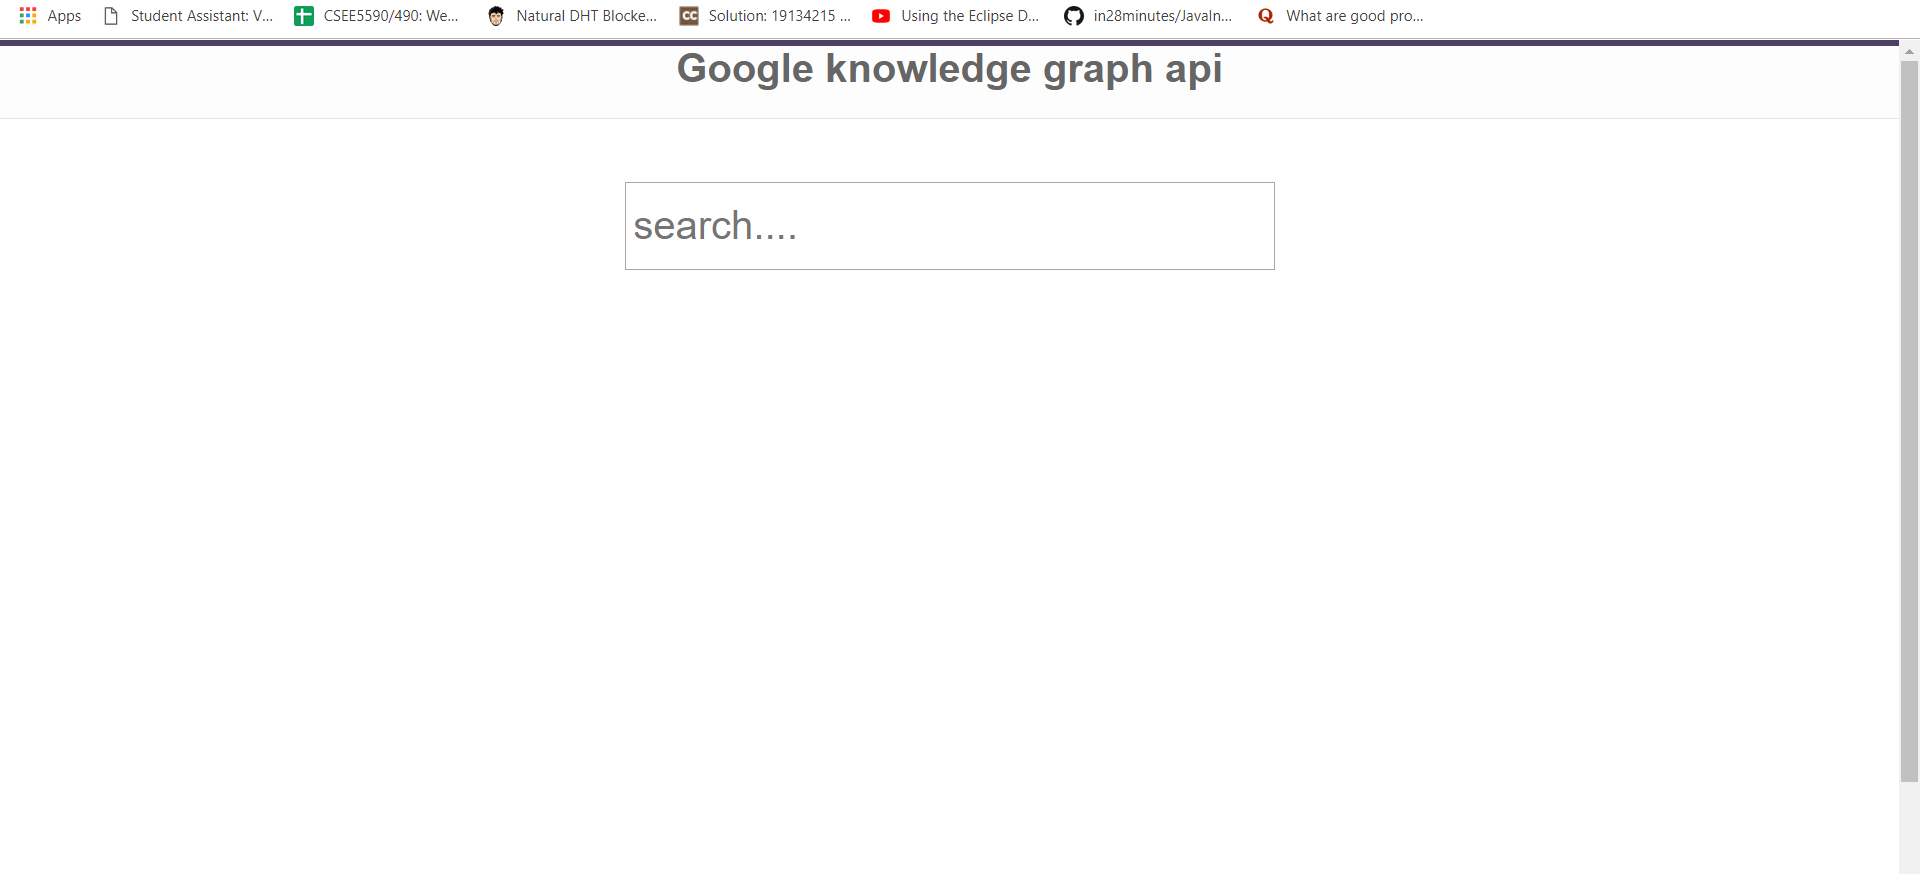 Apps Student Assistant: V... CSEE5590/490: We... Natural DHT Blocke... CC Solution: 19134215 ... Using the Eclipse D... in28minutes/JavaIn... Q What are good pro...
Google knowledge graph api
search....